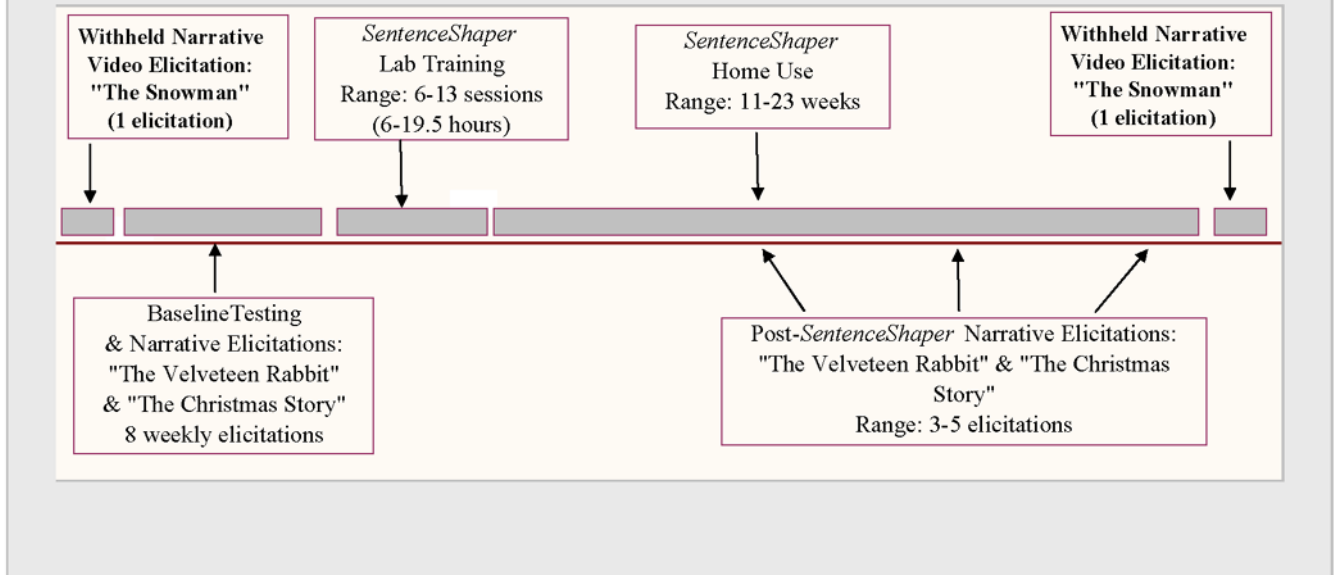 Withheld Narrative
Video Elicitation:
"The Snowman"
(1 elicitation)
SentenceShaper
Lab Training
Range: 6-13 sessions
(6-19.5 hours)
SentenceShaper
Home Use
Range: 11-23 weeks
Withheld Narrative
Video Elicitation:
"The Snowman"
(1 elicitation)
BaselineTesting
& Narrative Elicitations:
"The Velveteen Rabbit"
& "The Christmas Story"
8 weekly elicitations
Post-SentenceShaper Narrative Elicitations:
"The Velveteen Rabbit" & "The Christmas
Story"
Range: 3-5 elicitations